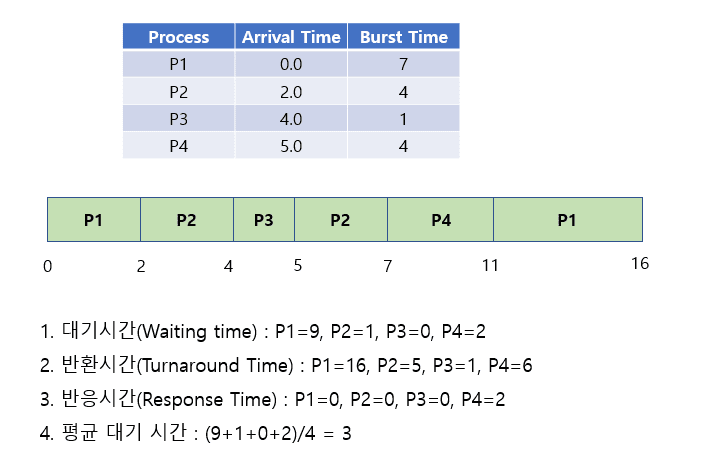 Process Arrival Time Burst Time
P1 0.0 7
P2 2.0 4
P3 4.0 1
P4 5.0 4
P1 P2 P3 P2 P4 P1
0 2 4 5 7 11 16
1. 대기시간(Waiting time) : P1=9, P2=1, P3=0, P4=2
2. 반환시간(Turnaround Time) : P1=16, P2=5, P3=1, P4=6
3. 반응시간(Response Time) : P1=0, P2=0, P3=0, P4=2
4. 평균 대기 시간 : (9+1+0+2)/4 = 3